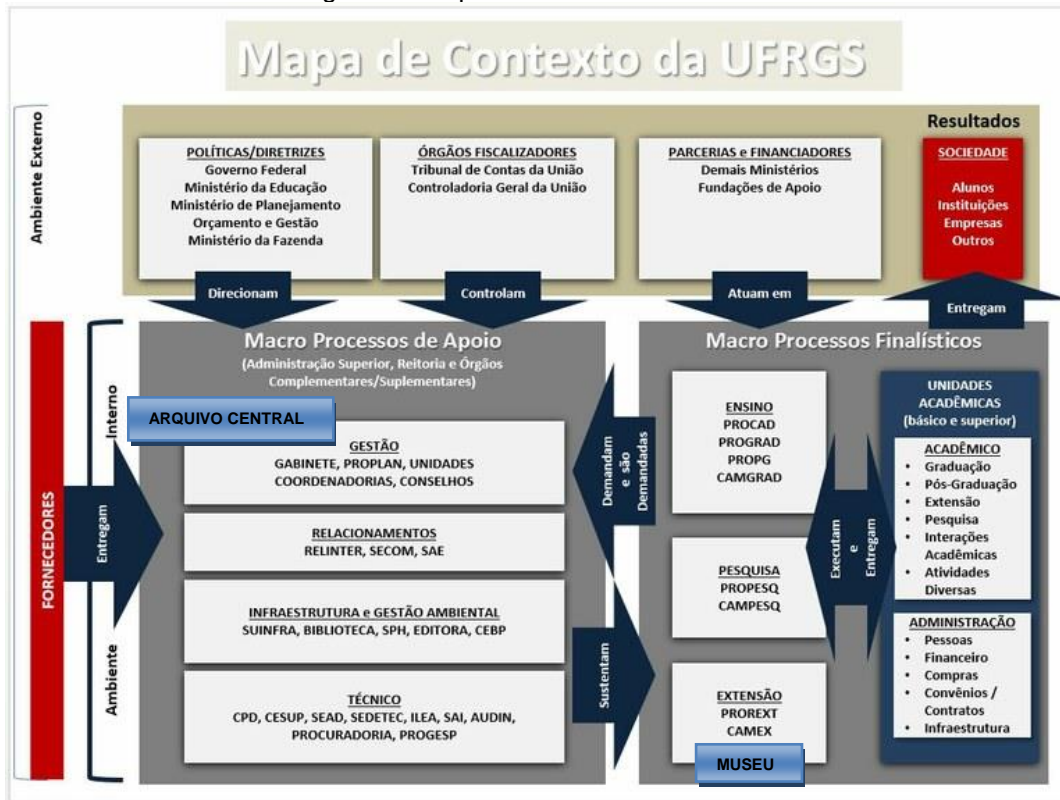 Mapa de Contexto da UFRGS
Ambiente Externo
POLÍTICAS/DIRETRIZES
Governo Federal
Ministério da Educação
Ministério de Planejamento
Orçamento e Gestão
Ministério da Fazenda
ÓRGÃOS FISCALIZADORES
Tribunal de Contas da União
Controladoria Geral da União
PARCERIAS e FINANCIADORES
Demais Ministérios
Fundações de Apoio
Resultados
SOCIEDADE
Alunos
Instituições
Empresas
Outros
Direcionam
Controlam
Atuam em
Entregam
FORNECEDORES
Entregam
Ambiente Interno
Macro Processos de Apoio
(Administração Superior, Reitoria e Órgãos
Complementares/Suplementares)
ARQUIVO CENTRAL
GESTÃO
GABINETE, PROPLAN, UNIDADES
COORDENADORIAS, CONSELHOS
RELACIONAMENTOS
RELINTER, SECOM, SAE
INFRAESTRUTURA e GESTÃO AMBIENTAL
SUINFRA, BIBLIOTECA, SPH, EDITORA, CEBP
TÉCNICO
CPD, CESUP, SEAD, SEDETEC, ILEA, SAI, AUDIN,
PROCURADORIA, PROGESP
Demandam
e são
Demandadas
Sustentam
Macro Processos Finalísticos
ENSINO
PROCAD
PROGRAD
PROPG
CAMGRAD
PESQUISA
PROPESQ
CAMPESQ
EXTENSÃO
PROREXT
CAMEX
MUSEU
Executam
e
Entregam
UNIDADES
ACADÊMICAS
(básico e superior)
ACADÊMICO
• Graduação
• Pós-Graduação
• Extensão
• Pesquisa
• Interações
Acadêmicas
• Atividades
Diversas
ADMINISTRAÇÃO
• Pessoas
• Financeiro
• Compras
• Convênios /
Contratos
• Infraestrutura